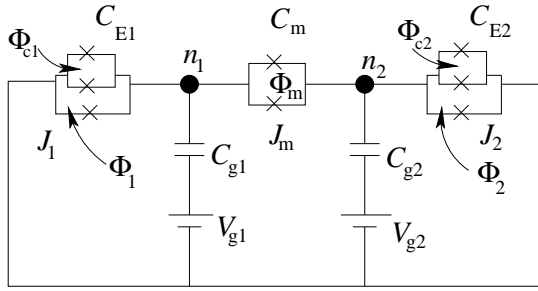 C_E1 C_m C_E2
Φ_c1 n_1 Φ_m Φ_c2 n_2
J_1 J_m J_2
Φ_1 C_g1 C_g2 Φ_2
V_g1 V_g2